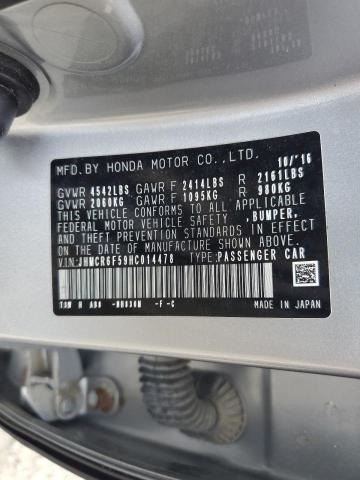 MFD.BY HONDA MOTOR CO.,LTD. 10/'16
GVWR 4542LBS GAWR F 2414LBS R 2161LBS
GVWR 2060KG GAWR F 1095KG R 980KG
THIS VEHICLE CONFORMS TO ALL APPLICABLE
FEDERAL MOTOR VEHICLE SAFETY, BUMPER,
AND THEFT PREVENTION STANDARDS IN EFFECT
ON THE DATE OF MANUFACTURE SHOWN ABOVE.
V.I.N:JHMCR6F59HC014478 TYPE:PASSENGER CAR
-F -C MADE IN JAPAN